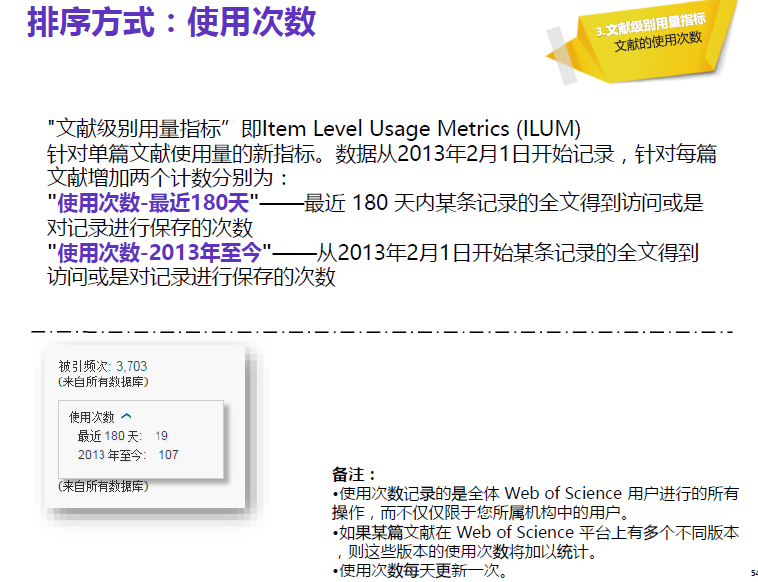 排序方式：使用次数
3.文献级别用量指标
文献的使用次数
"文献级别用量指标”即Item Level Usage Metrics (ILUM)
针对单篇文献使用量的新指标。数据从2013年2月1日开始记录，针对每篇
文献增加两个计数分别为：
"使用次数-最近180天"——最近 180 天内某条记录的全文得到访问或是
对记录进行保存的次数
"使用次数-2013年至今"——从2013年2月1日开始某条记录的全文得到
访问或是对记录进行保存的次数
被引频次: 3,703
(来自所有数据库)
使用次数
最近 180 天: 19
2013 年至今: 107
(来自所有数据库)
备注：
•使用次数记录的是全体 Web of Science 用户进行的所有
操作，而不仅仅限于您所属机构中的用户。
•如果某篇文献在 Web of Science 平台上有多个不同版本
，则这些版本的使用次数将加以统计。
•使用次数每天更新一次。